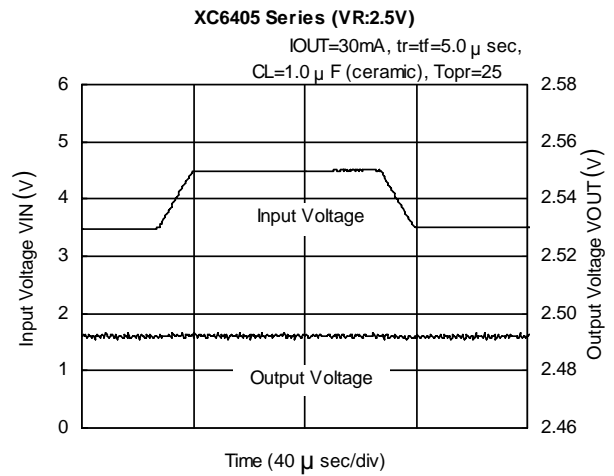 XC6405 Series (VR:2.5V)
IOUT=30mA, tr=tf=5.0 μ sec,
CL=1.0 μ F (ceramic), Topr=25
6
5
4
3
2
1
0
Input Voltage VIN (V)
Input Voltage
Output Voltage
2.58
2.56
2.54
2.53
2.50
2.48
2.46
Output Voltage VOUT (V)
Time (40 μ sec/div)